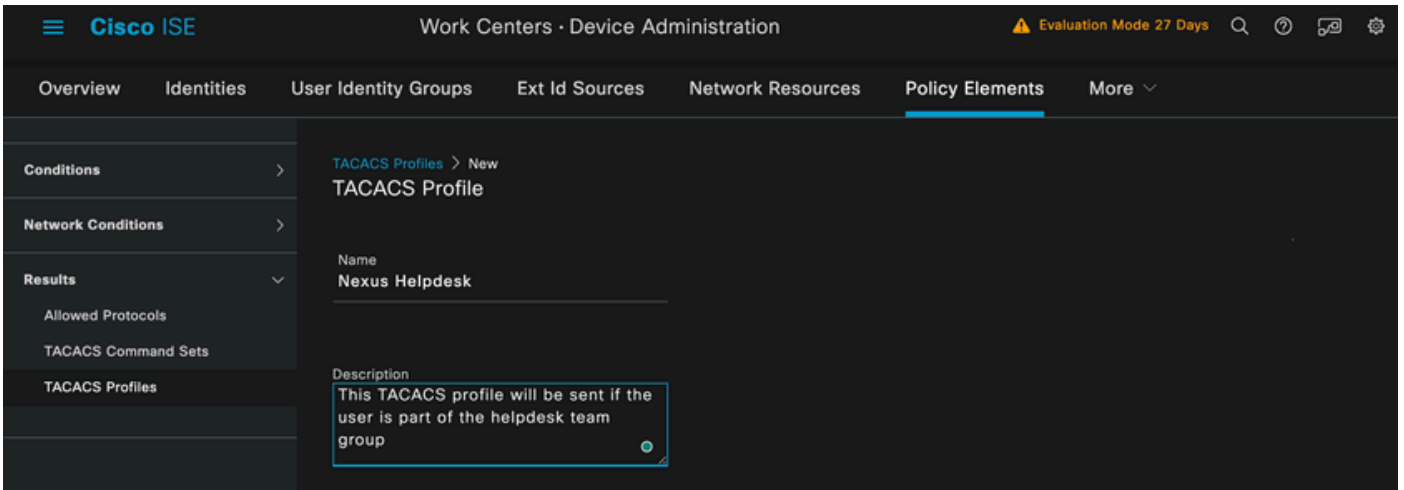 Cisco ISE
Work Centers · Device Administration
Evaluation Mode 27 Days
Overview
Identities
User Identity Groups
Ext Id Sources
Network Resources
Policy Elements
More
Conditions
Network Conditions
Results
Allowed Protocols
TACACS Command Sets
TACACS Profiles
TACACS Profiles > New
TACACS Profile
Name
Nexus Helpdesk
Description
This TACACS profile will be sent if the
user is part of the helpdesk team
group